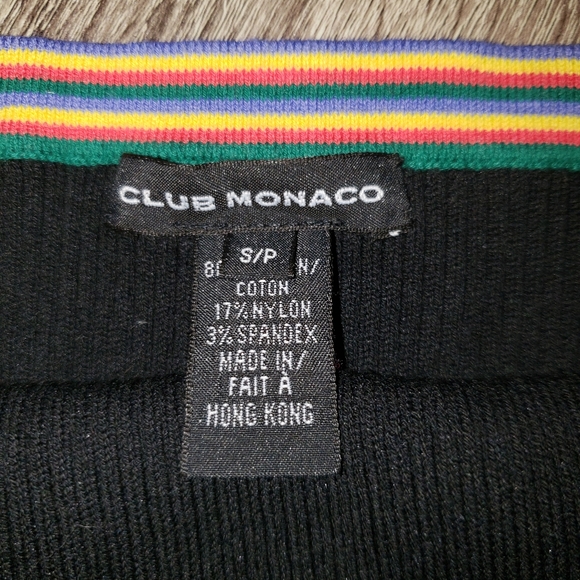 CLUB MONACO
S/P
COTON
17% NYLON
3% SPANDEX
MADE IN/
FAIT À
HONG KONG